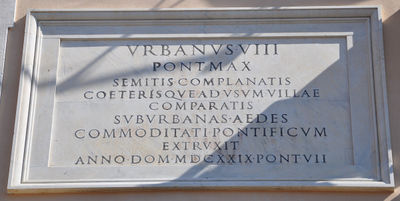 VRBANVS VIII
PONT MAX
SEMITIS COMPLANATIS
COETERISQVE AD VSVM VILLAE
COMPARATIS
SVBVRBANAS AEDES
COMMODITATI PONTIFICVM
EXTRVXIT
ANNO DOM MDCXXIX PONT VII